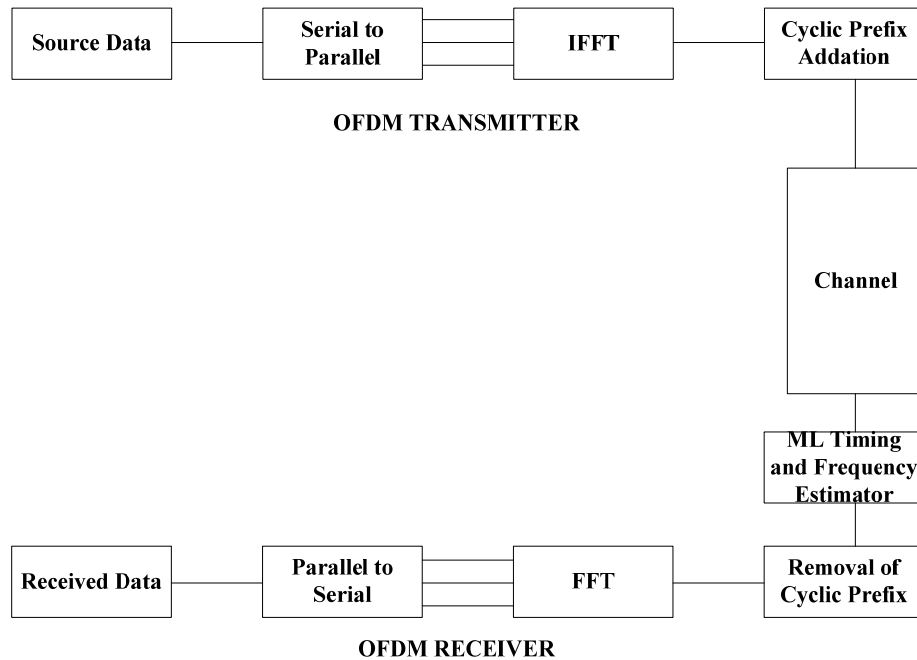 Source Data
Serial to
Parallel
IFFT
Cyclic Prefix
Addation
OFDM TRANSMITTER
Channel
ML Timing
and Frequency
Estimator
Received Data
Parallel to
Serial
FFT
Removal of
Cyclic Prefix
OFDM RECEIVER